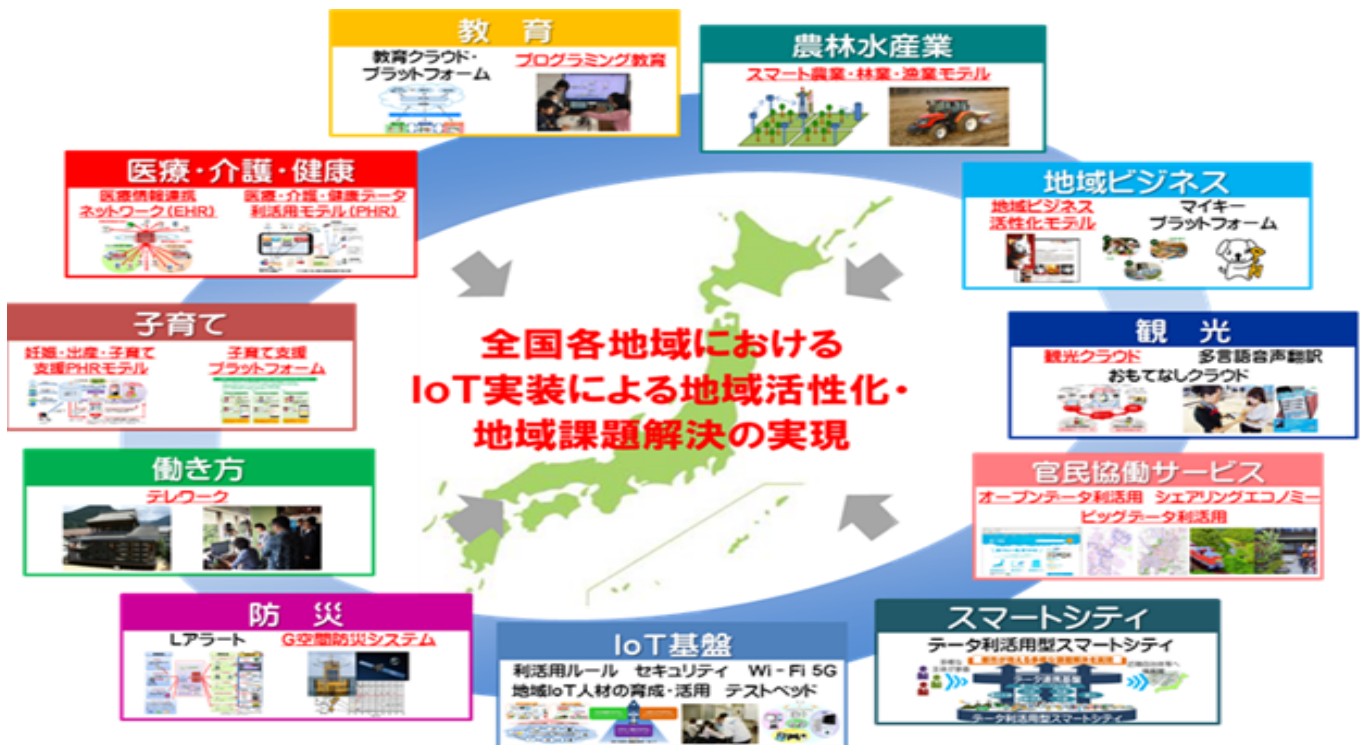 教　育
教育クラウド・
プラットフォーム
プログラミング教育
農林水産業
スマート農業・林業・漁業モデル
医療・介護・健康
医療情報連携
ネットワーク(EHR)
医療・介護・健康データ
利活用モデル(PHR)
地域ビジネス
地域ビジネス
活性化モデル
マイキー
プラットフォーム
子育て
妊娠・出産・子育て
支援PHRモデル
子育て支援
プラットフォーム
全国各地域における
IoT実装による地域活性化・
地域課題解決の実現
観　光
観光クラウド　多言語音声翻訳
おもてなしクラウド
働き方
テレワーク
官民協働サービス
オープンデータ利活用　シェアリングエコノミー
ビッグデータ利活用
防　災
Lアラート　G空間防災システム
IoT基盤
利活用ルール　セキュリティ　Wi－Fi 5G
地域IoT人材の育成・活用　テストベッド
スマートシティ
データ利活用型スマートシティ
データ連携基盤
データ利活用型スマートシティ